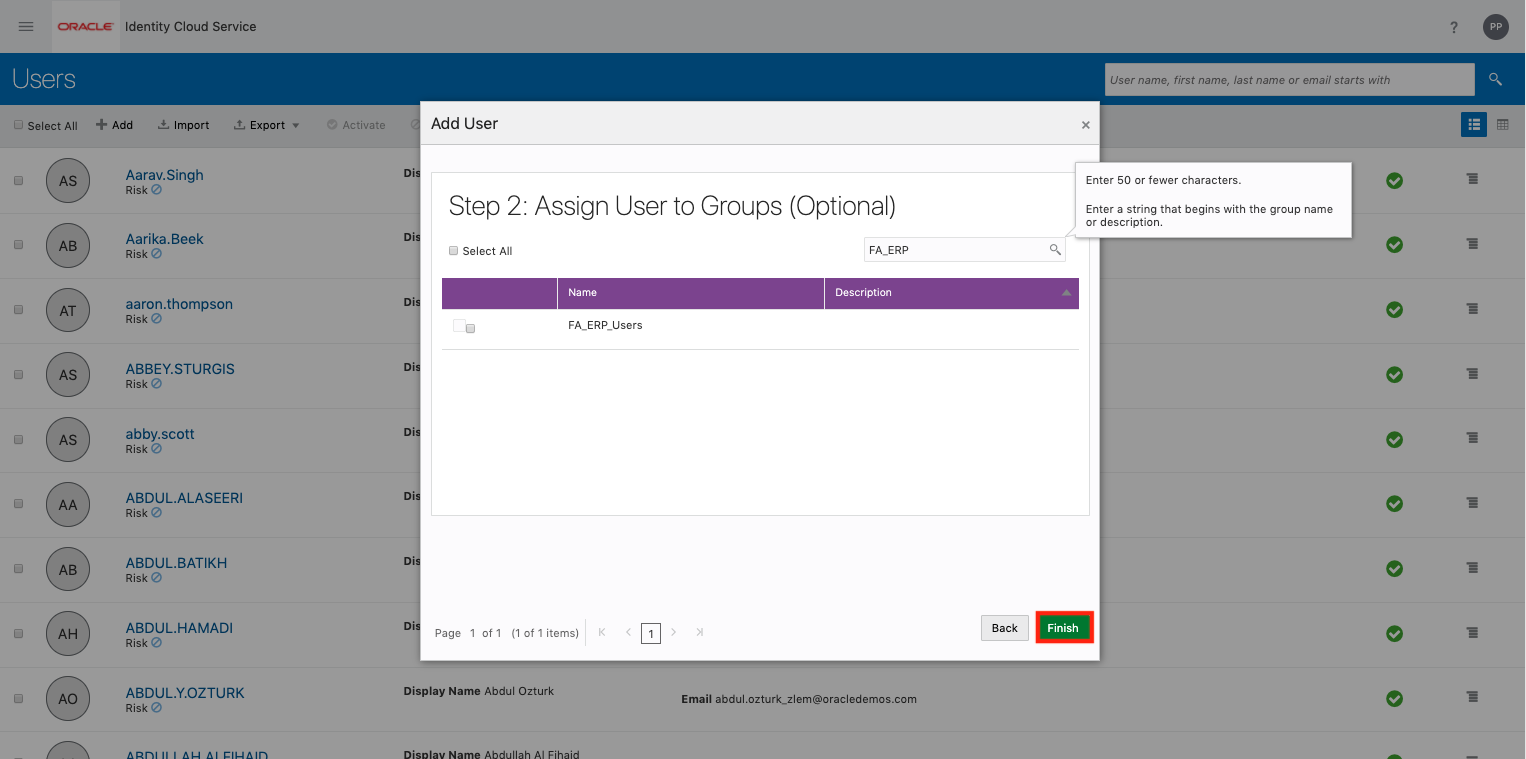 ORACLE Identity Cloud Service ? PP
Users
User name, first name, last name or email starts with
Select All Add Import Export Activate
Add User ×
Enter 50 or fewer characters.
Enter a string that begins with the group name
or description.
Step 2: Assign User to Groups (Optional)
Select All FA_ERP
Name Description
FA_ERP_Users
Page 1 of 1 (1 of 1 items) 1
Back Finish
AS Aarav.Singh Dis
Risk
AB Aarika.Beek Dis
Risk
AT aaron.thompson Dis
Risk
AS ABBEY.STURGIS Dis
Risk
AS abby.scott Dis
Risk
AA ABDUL.ALASEERI Dis
Risk
AB ABDUL.BATIKH Dis
Risk
AH ABDUL.HAMADI Dis
Risk
AO ABDUL.Y.OZTURK Display Name Abdul Ozturk Email abdul.ozturk_zlem@oracledemos.com
Risk
ABDULLAH.ALFIHAID Display Name Abdullah Al Fihaid